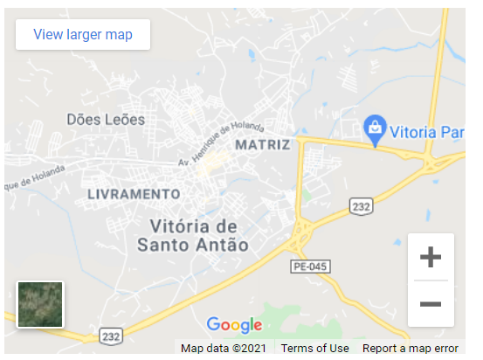 View larger map
Dões Leões
Av. Henrique de Holanda
MATRIZ
Vitoria Par
que de Holanda
LIVRAMENTO
232
Vitória de
Santo Antão
PE-045
232
Google
Map data ©2021 Terms of Use Report a map error